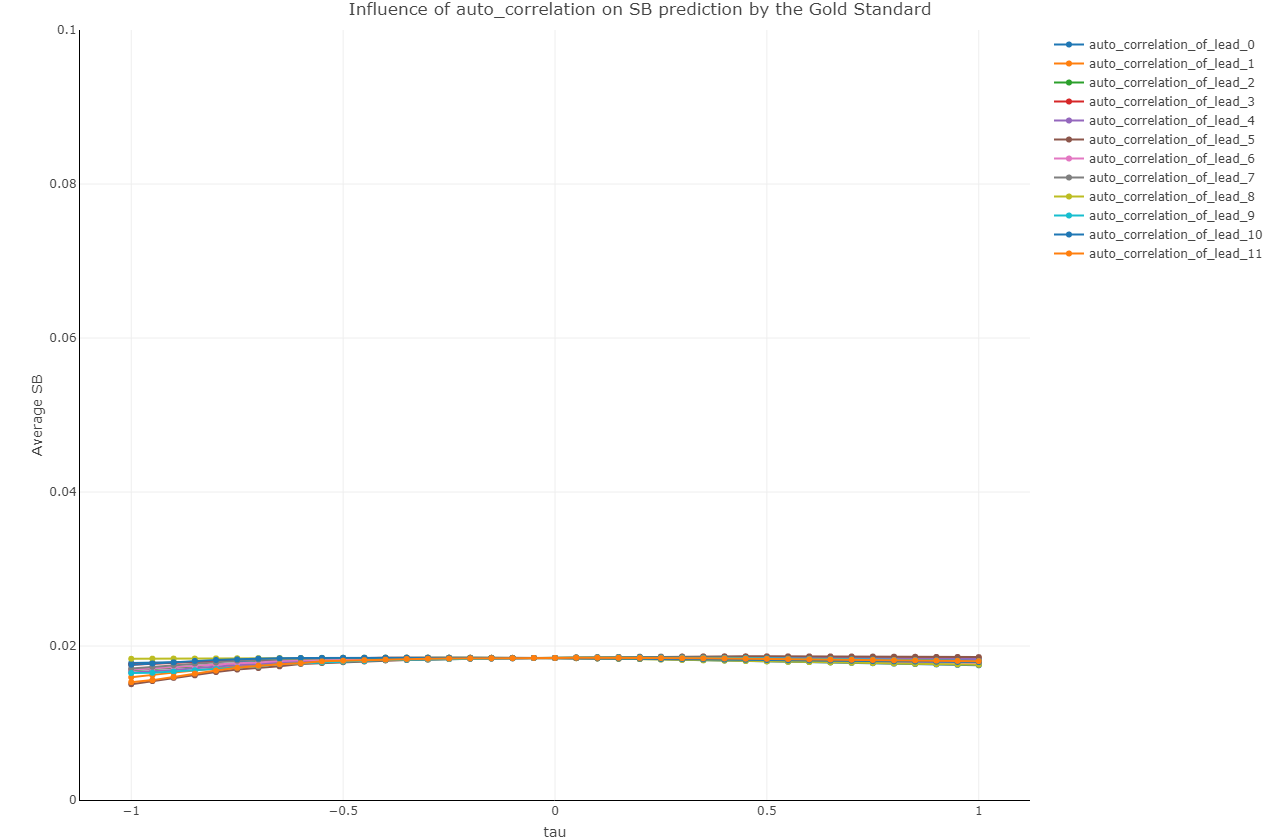 Influence of auto_correlation on SB prediction by the Gold Standard
0.1
0.08
0.06
0.04
0.02
0
Average SB
−1
−0.5
0
0.5
1
tau
auto_correlation_of_lead_0
auto_correlation_of_lead_1
auto_correlation_of_lead_2
auto_correlation_of_lead_3
auto_correlation_of_lead_4
auto_correlation_of_lead_5
auto_correlation_of_lead_6
auto_correlation_of_lead_7
auto_correlation_of_lead_8
auto_correlation_of_lead_9
auto_correlation_of_lead_10
auto_correlation_of_lead_11